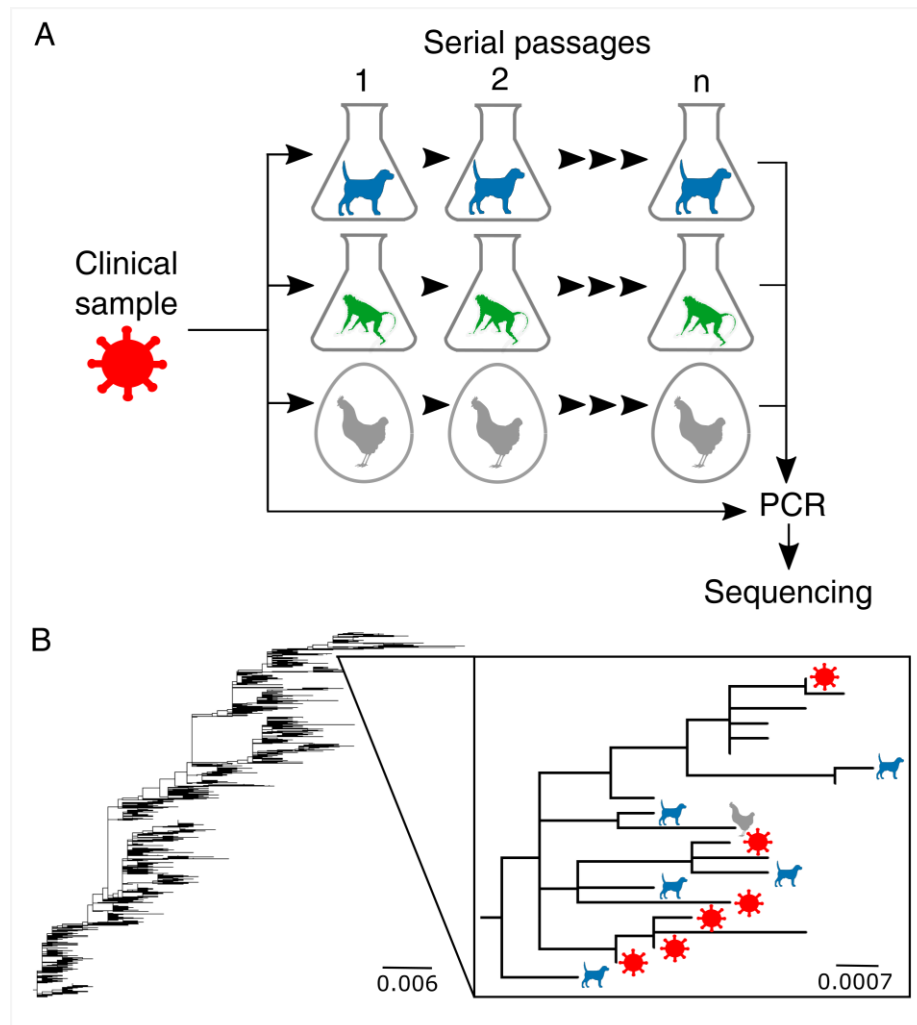 A
Serial passages
1 2 n
Clinical
sample
PCR
Sequencing
B
0.006
0.0007